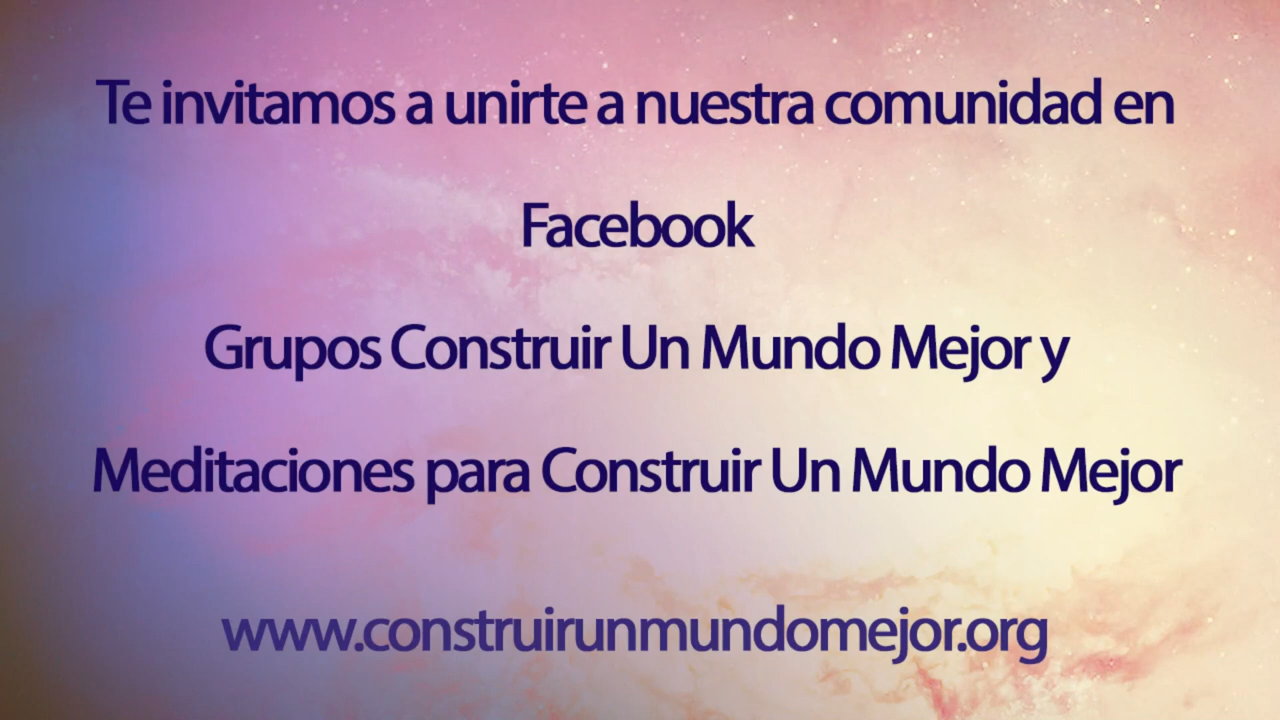 Te invitamos a unirte a nuestra comunidad en
Facebook
Grupos Construir Un Mundo Mejor y
Meditaciones para Construir Un Mundo Mejor
www.construirunmundomejor.org